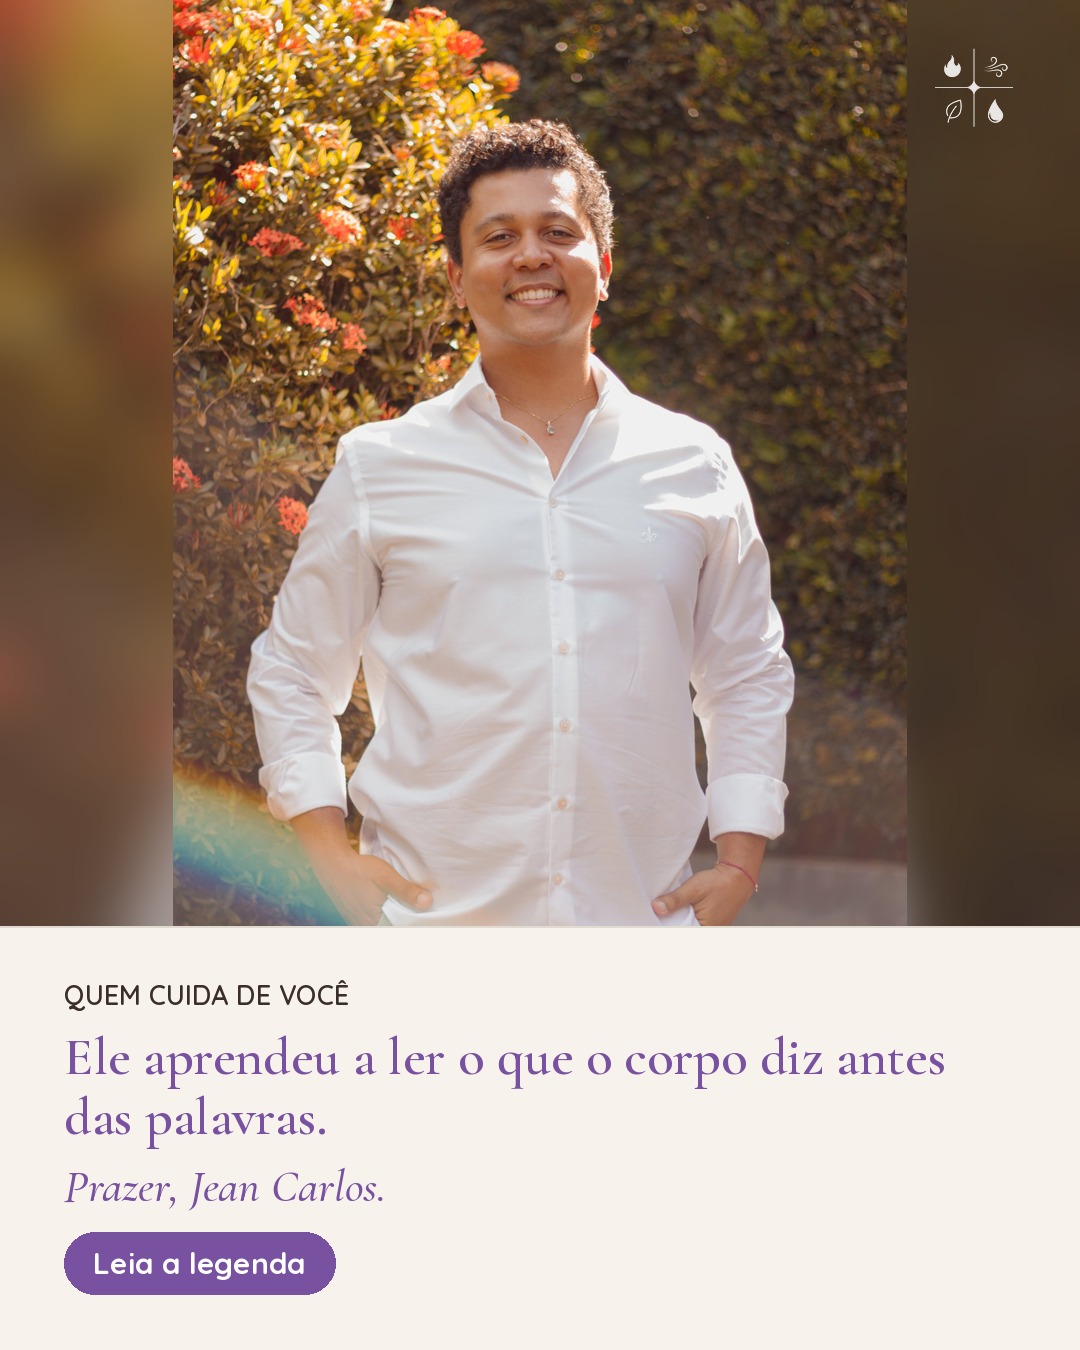 QUEM CUIDA DE VOCÊ
Ele aprendeu a ler o que o corpo diz antes
das palavras.
Prazer, Jean Carlos.
Leia a legenda